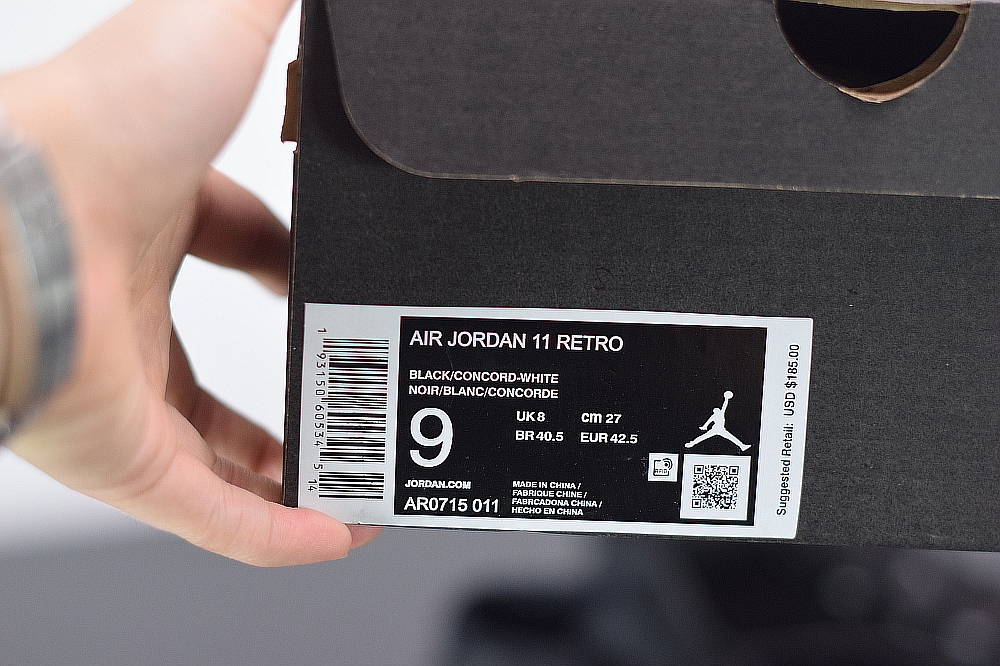 AIR JORDAN 11 RETRO
BLACK/CONCORD-WHITE
NOIR/BLANC/CONCORDE
9
UK 8 cm 27
BR 40.5 EUR 42.5
JORDAN.COM
AR0715 011
MADE IN CHINA /
FABRIQUE CHINE /
FABRCADONA CHINA /
HECHO EN CHINA
RFID
1 93150 60534 5 14
Suggested Retail: USD $185.00